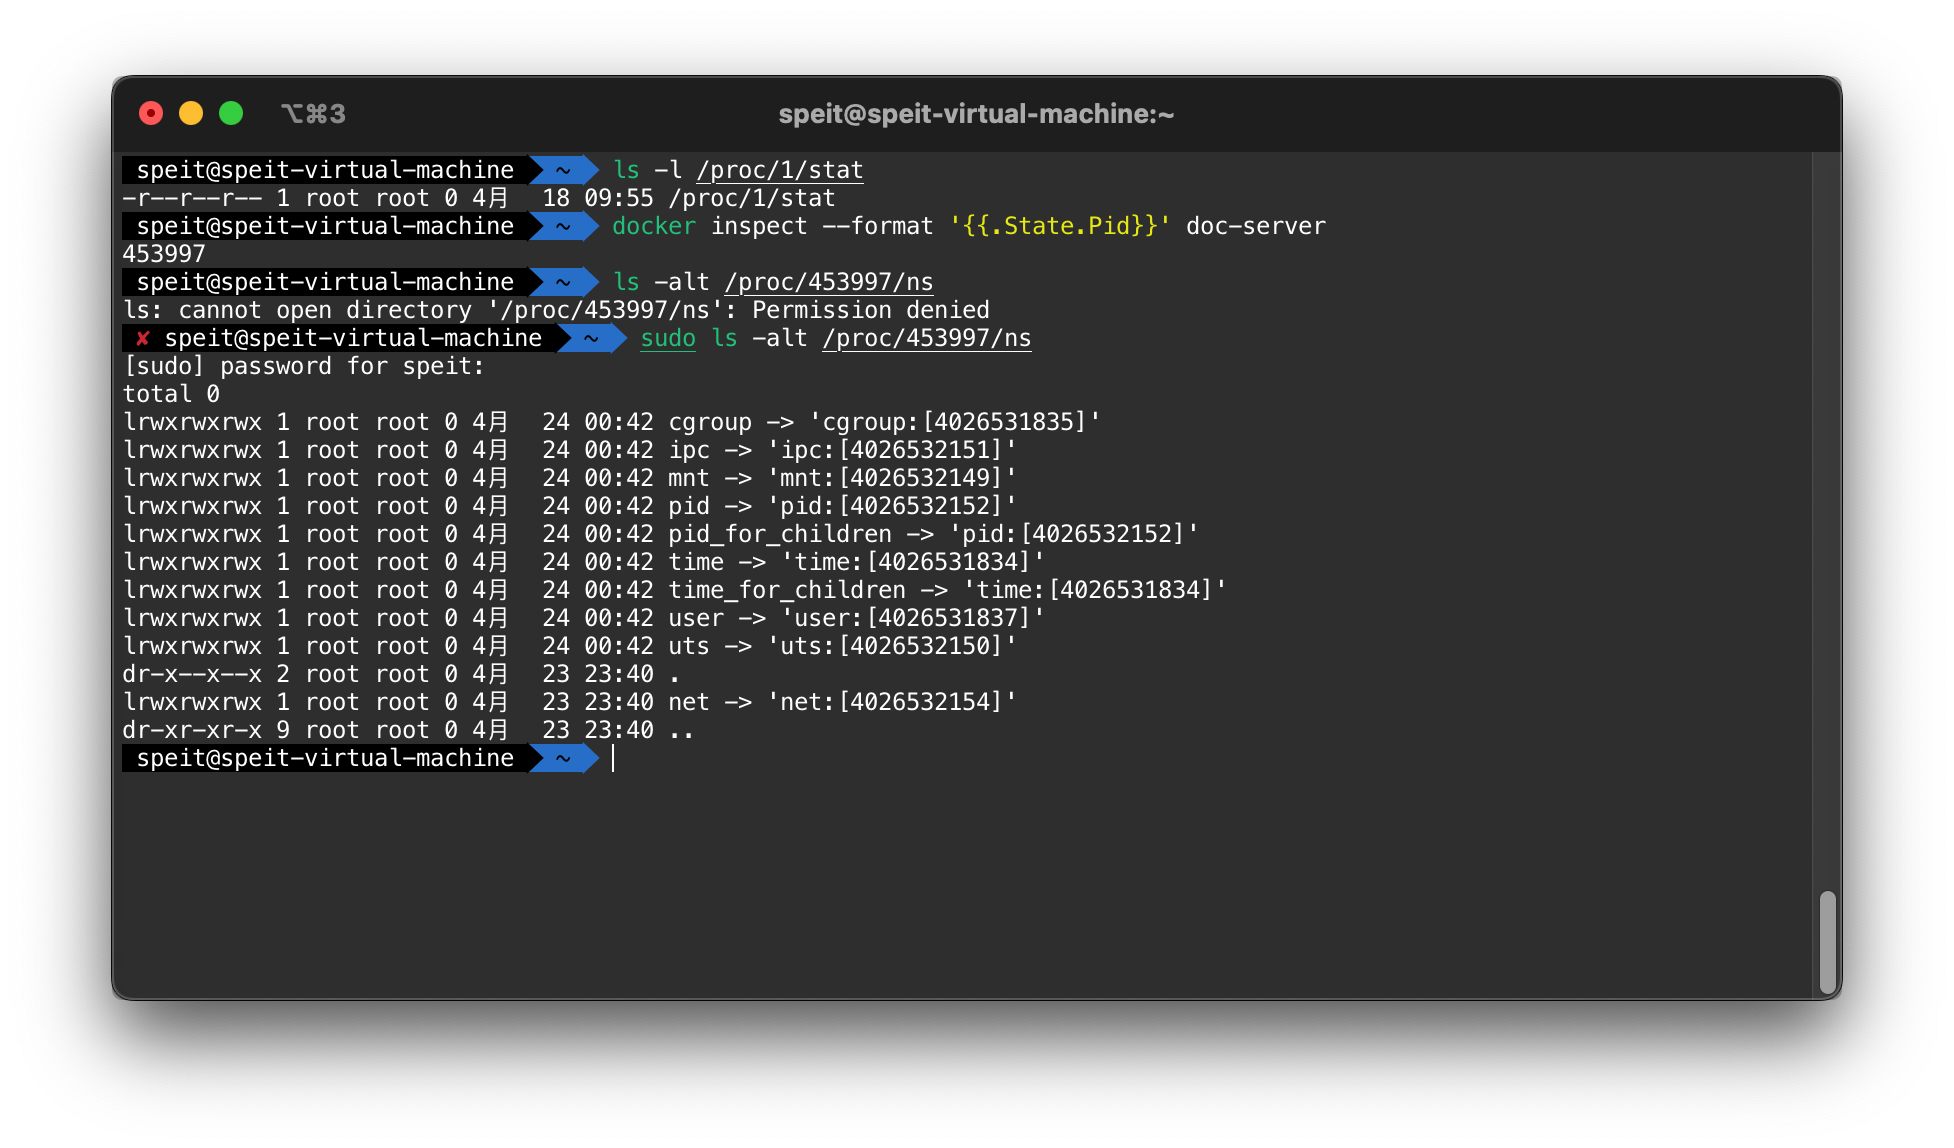 ⌥⌘3
speit@speit-virtual-machine:~
speit@speit-virtual-machine ~ ls -l /proc/1/stat
-r--r--r-- 1 root root 0 4月  18 09:55 /proc/1/stat
speit@speit-virtual-machine ~ docker inspect --format '{{.State.Pid}}' doc-server
453997
speit@speit-virtual-machine ~ ls -alt /proc/453997/ns
ls: cannot open directory '/proc/453997/ns': Permission denied
✘ speit@speit-virtual-machine ~ sudo ls -alt /proc/453997/ns
[sudo] password for speit:
total 0
lrwxrwxrwx 1 root root 0 4月  24 00:42 cgroup -> 'cgroup:[4026531835]'
lrwxrwxrwx 1 root root 0 4月  24 00:42 ipc -> 'ipc:[4026532151]'
lrwxrwxrwx 1 root root 0 4月  24 00:42 mnt -> 'mnt:[4026532149]'
lrwxrwxrwx 1 root root 0 4月  24 00:42 pid -> 'pid:[4026532152]'
lrwxrwxrwx 1 root root 0 4月  24 00:42 pid_for_children -> 'pid:[4026532152]'
lrwxrwxrwx 1 root root 0 4月  24 00:42 time -> 'time:[4026531834]'
lrwxrwxrwx 1 root root 0 4月  24 00:42 time_for_children -> 'time:[4026531834]'
lrwxrwxrwx 1 root root 0 4月  24 00:42 user -> 'user:[4026531837]'
lrwxrwxrwx 1 root root 0 4月  24 00:42 uts -> 'uts:[4026532150]'
dr-x--x--x 2 root root 0 4月  23 23:40 .
lrwxrwxrwx 1 root root 0 4月  23 23:40 net -> 'net:[4026532154]'
dr-xr-xr-x 9 root root 0 4月  23 23:40 ..
speit@speit-virtual-machine ~